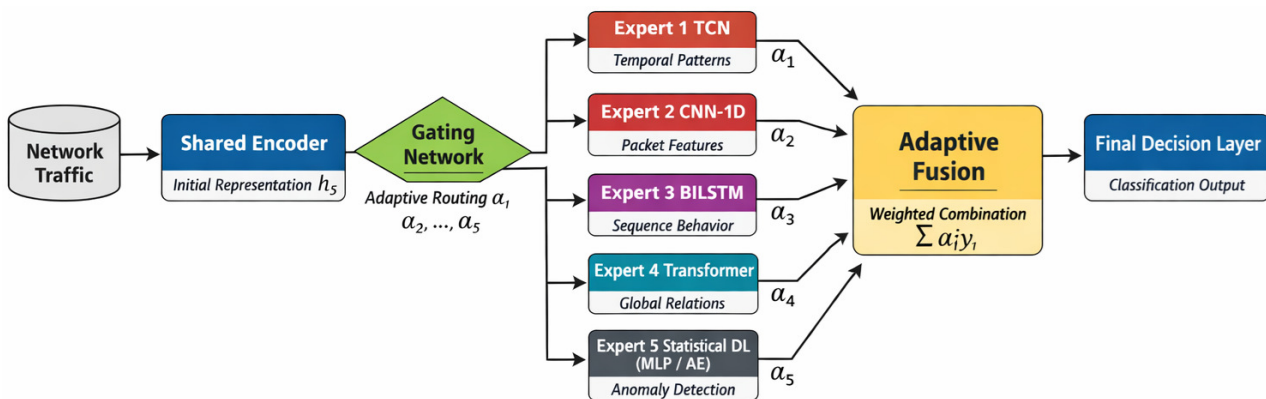 Network
Traffic
Shared Encoder
Initial Representation h₅
Gating
Network
Adaptive Routing α₁
α₂, ..., α₅
Expert 1 TCN
Temporal Patterns
α₁
Expert 2 CNN-1D
Packet Features
α₂
Expert 3 BILSTM
Sequence Behavior
α₃
Expert 4 Transformer
Global Relations
α₄
Expert 5 Statistical DL
(MLP / AE)
Anomaly Detection
α₅
Adaptive
Fusion
Weighted Combination
∑ αᵢyᵢ
Final Decision Layer
Classification Output